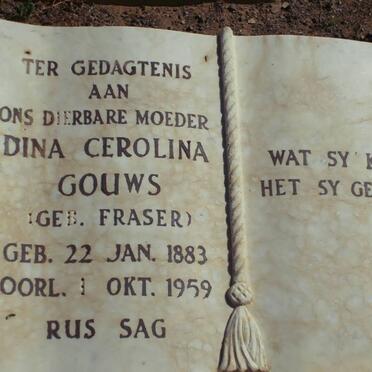 TER GEDAGTENIS
AAN
ONS DIERBARE MOEDER
DINA CEROLINA
GOUWS
(GEB. FRASER)
GEB. 22 JAN. 1883
OORL. 1 OKT. 1959
RUS SAG
WAT SY K
HET SY GE